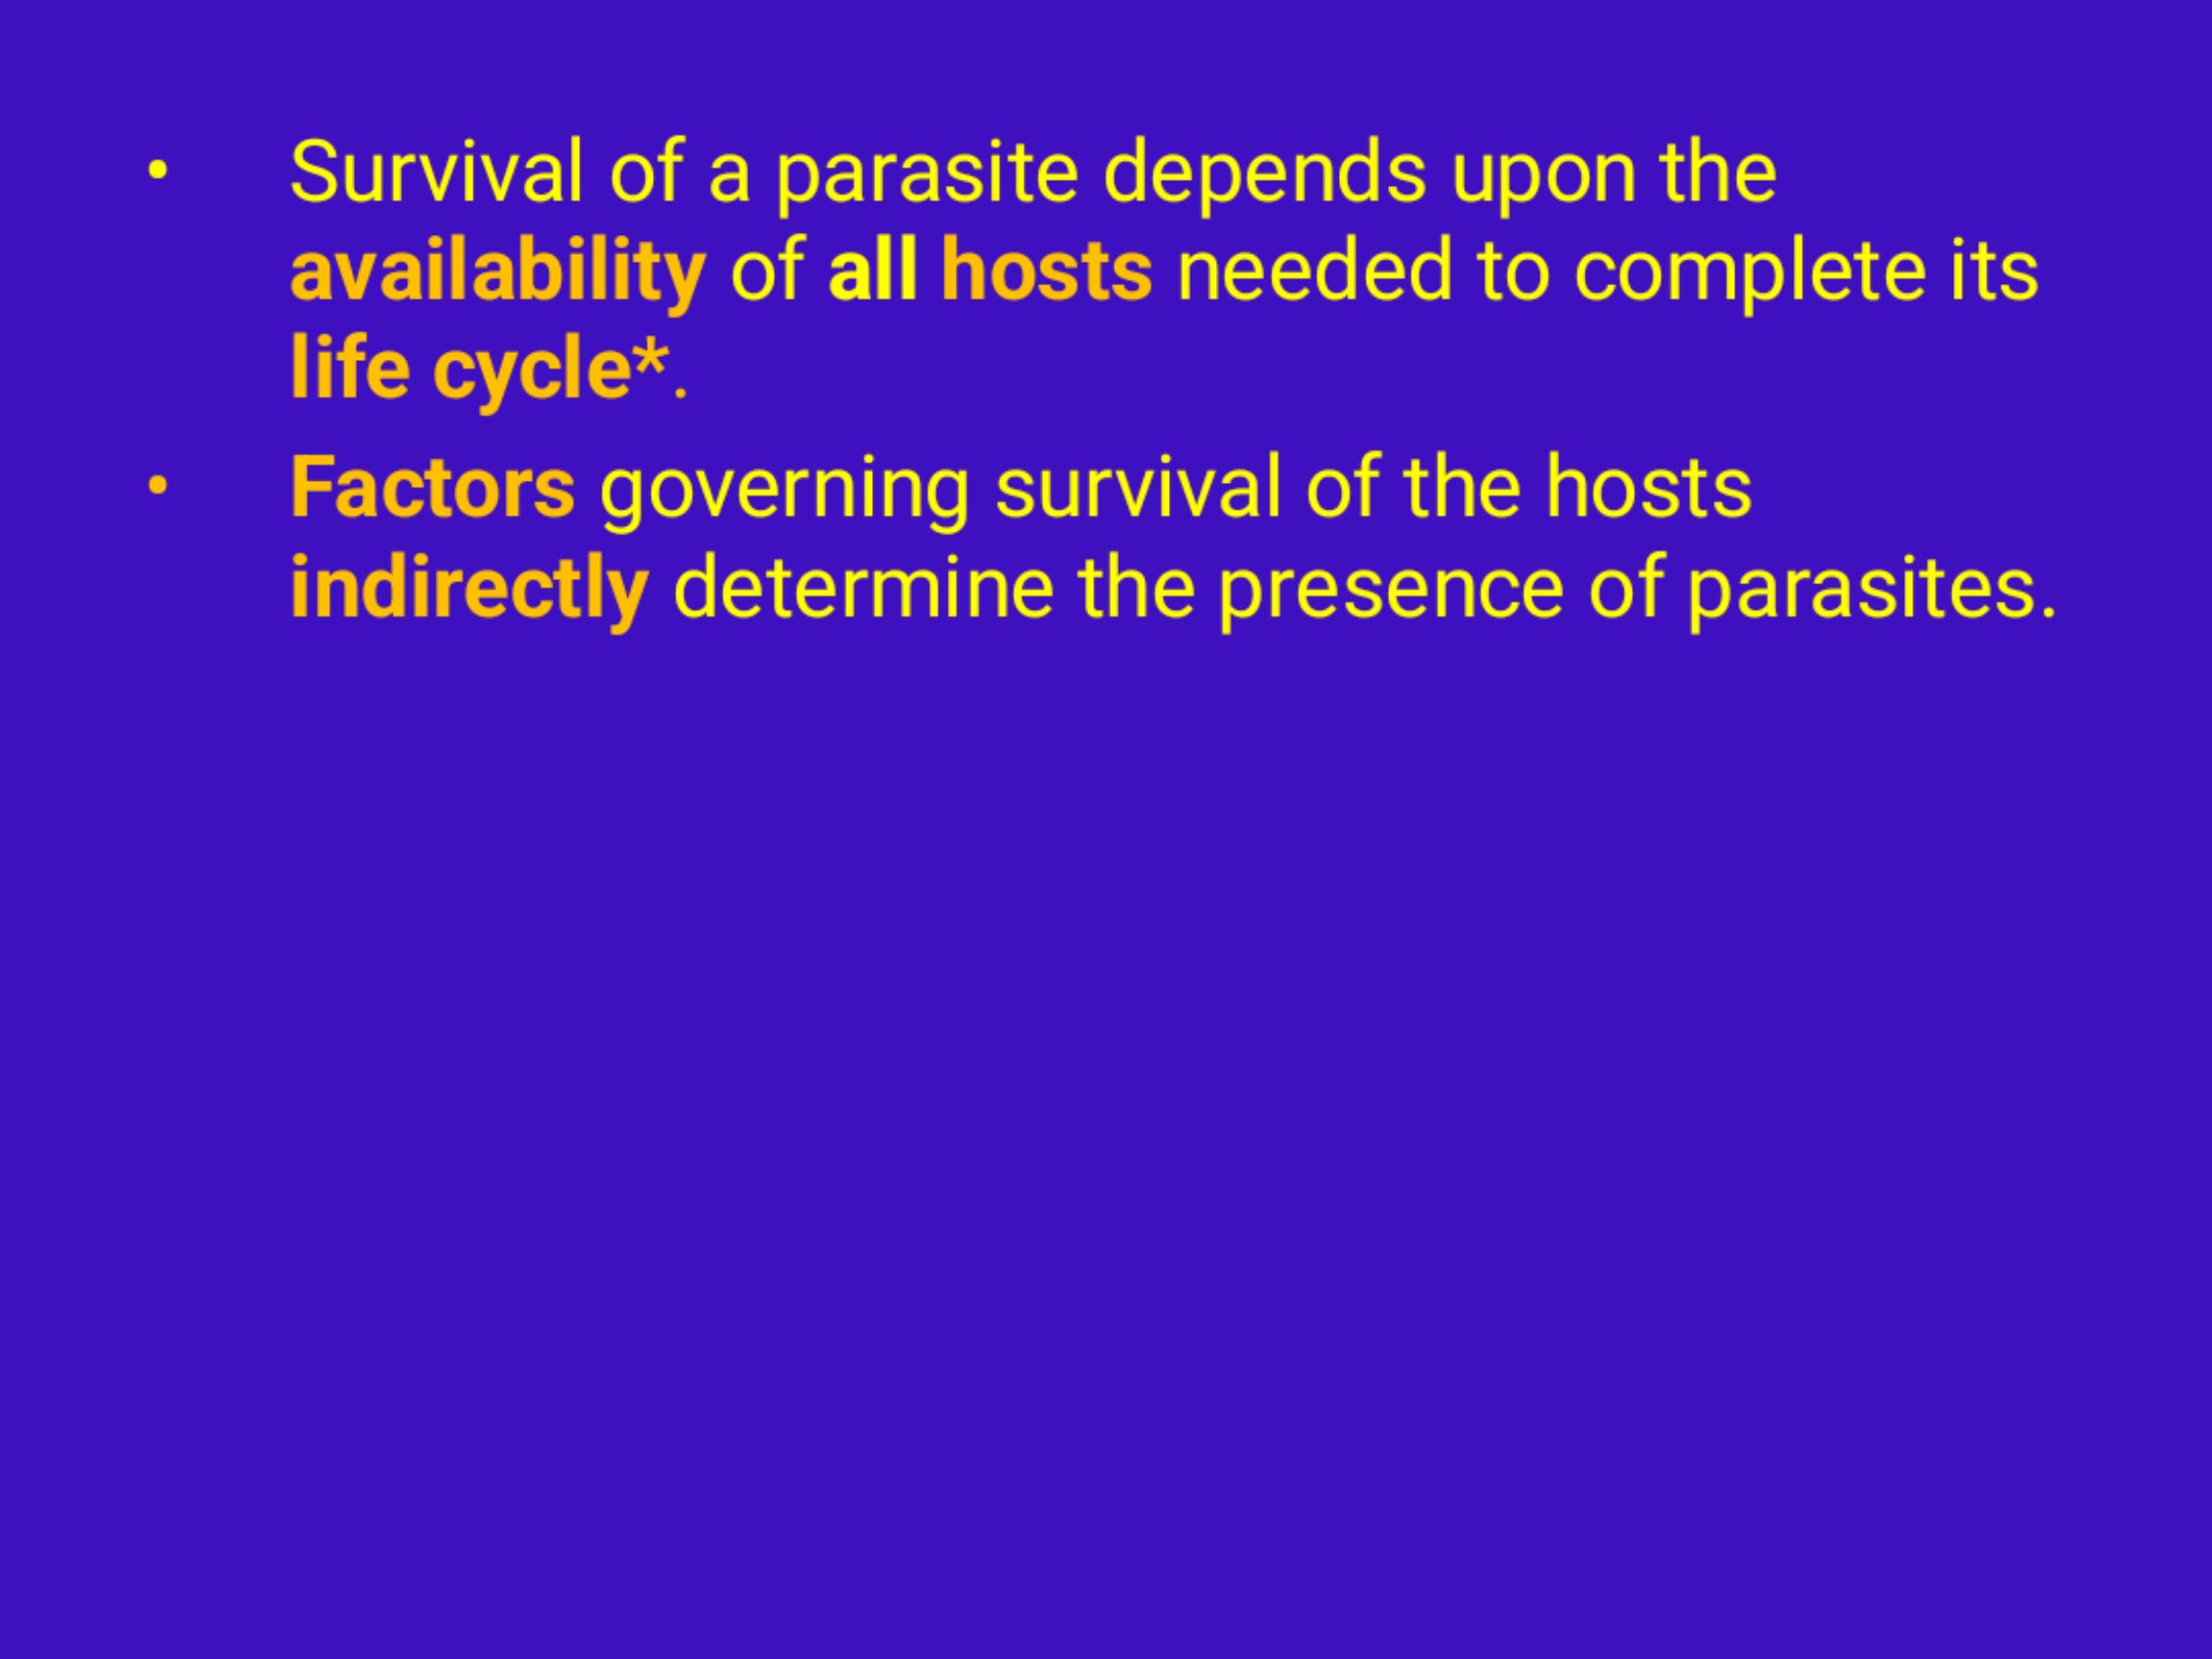 • Survival of a parasite depends upon the
availability of all hosts needed to complete its
life cycle*.
• Factors governing survival of the hosts
indirectly determine the presence of parasites.